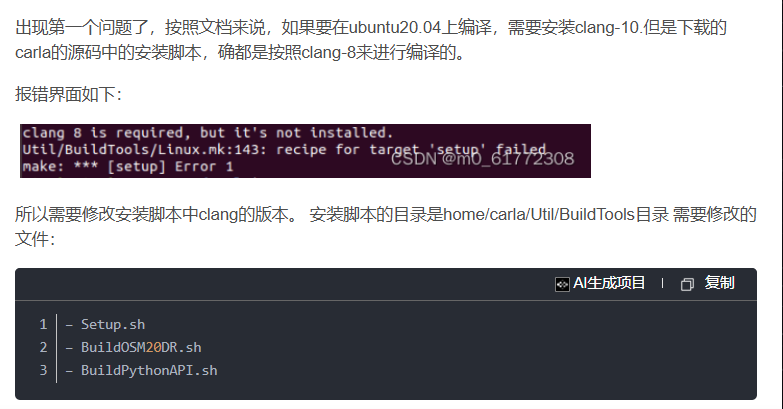 出现第一个问题了，按照文档来说，如果要在ubuntu20.04上编译，需要安装clang-10.但是下载的
carla的源码中的安装脚本，确都是按照clang-8来进行编译的。
报错界面如下：
clang 8 is required, but it's not installed.
Util/BuildTools/Linux.mk:143: recipe for target 'setup' failed
CSDN @m0_61772308
make: *** [setup] Error 1
所以需要修改安装脚本中clang的版本。 安装脚本的目录是home/carla/Util/BuildTools目录 需要修改的
文件：
AI生成项目 | 复制
1 – Setup.sh
2 – BuildOSM20DR.sh
3 – BuildPythonAPI.sh